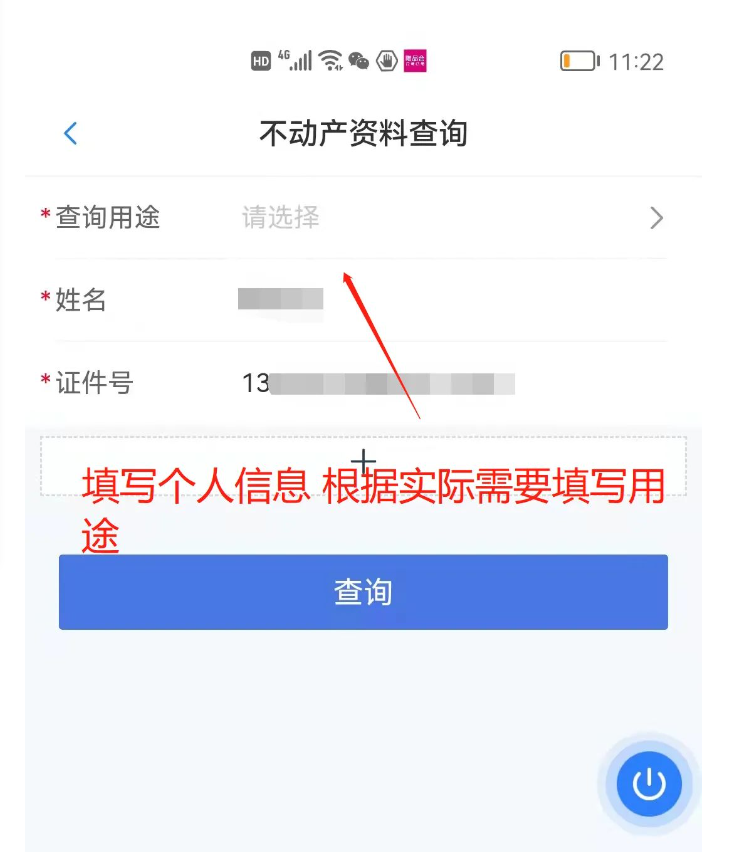 HD 4G 11:22
不动产资料查询
*查询用途 请选择
*姓名
*证件号 13
填写个人信息 根据实际需要填写用
途
查询